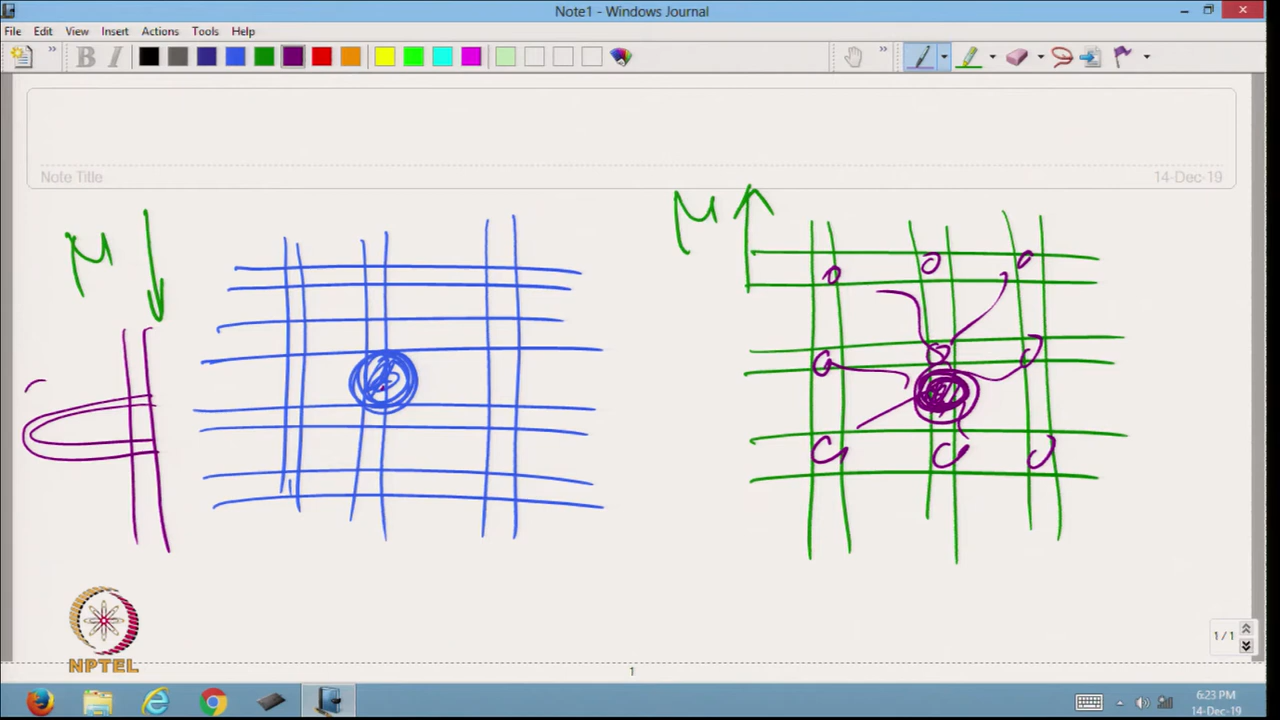 Note1 - Windows Journal
File Edit View Insert Actions Tools Help
B I
Note Title
14-Dec-19
M
M
1 / 1
NPTEL
1
6:23 PM
14-Dec-19